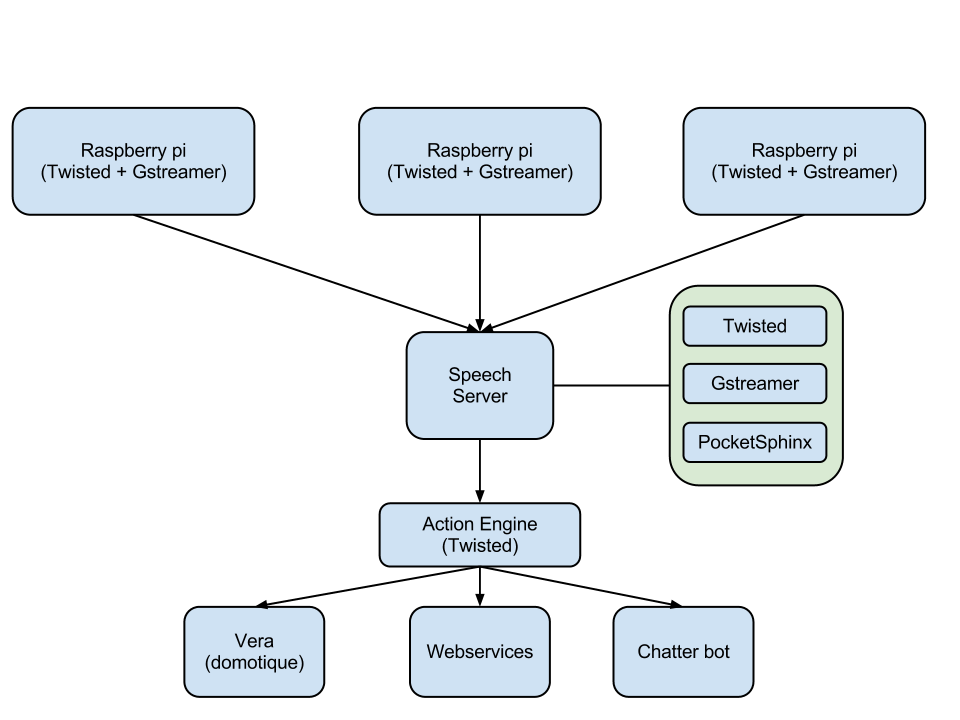 Raspberry pi
(Twisted + Gstreamer)
Raspberry pi
(Twisted + Gstreamer)
Raspberry pi
(Twisted + Gstreamer)
Speech
Server
Twisted
Gstreamer
PocketSphinx
Action Engine
(Twisted)
Vera
(domotique)
Webservices
Chatter bot